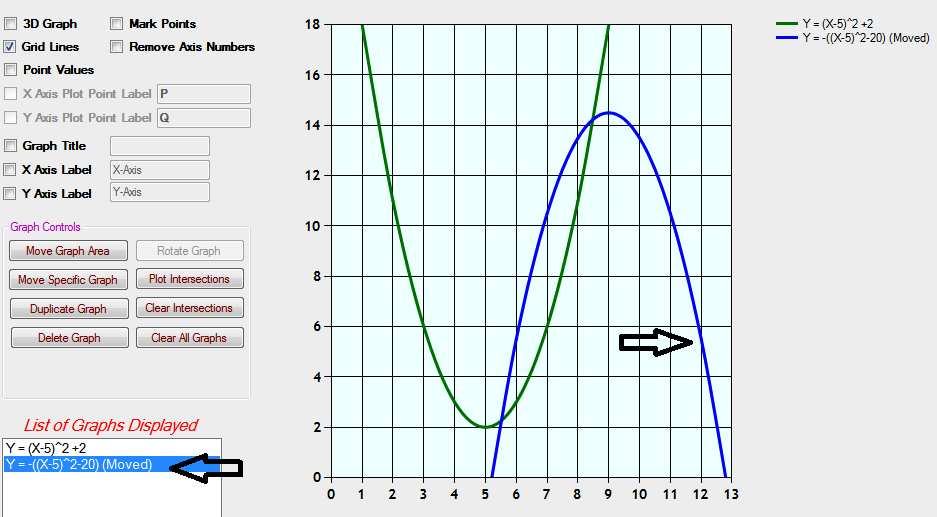 3D Graph
Mark Points
Grid Lines
Remove Axis Numbers
Point Values
X Axis Plot Point Label
P
Y Axis Plot Point Label
Q
Graph Title
X Axis Label
X-Axis
Y Axis Label
Y-Axis
Graph Controls
Move Graph Area
Rotate Graph
Move Specific Graph
Plot Intersections
Duplicate Graph
Clear Intersections
Delete Graph
Clear All Graphs
List of Graphs Displayed
Y = (X-5)^2 +2
Y = -((X-5)^2-20) (Moved)
18
16
14
12
10
8
6
4
2
0
0 1 2 3 4 5 6 7 8 9 10 11 12 13
Y = (X-5)^2 +2
Y = -((X-5)^2-20) (Moved)